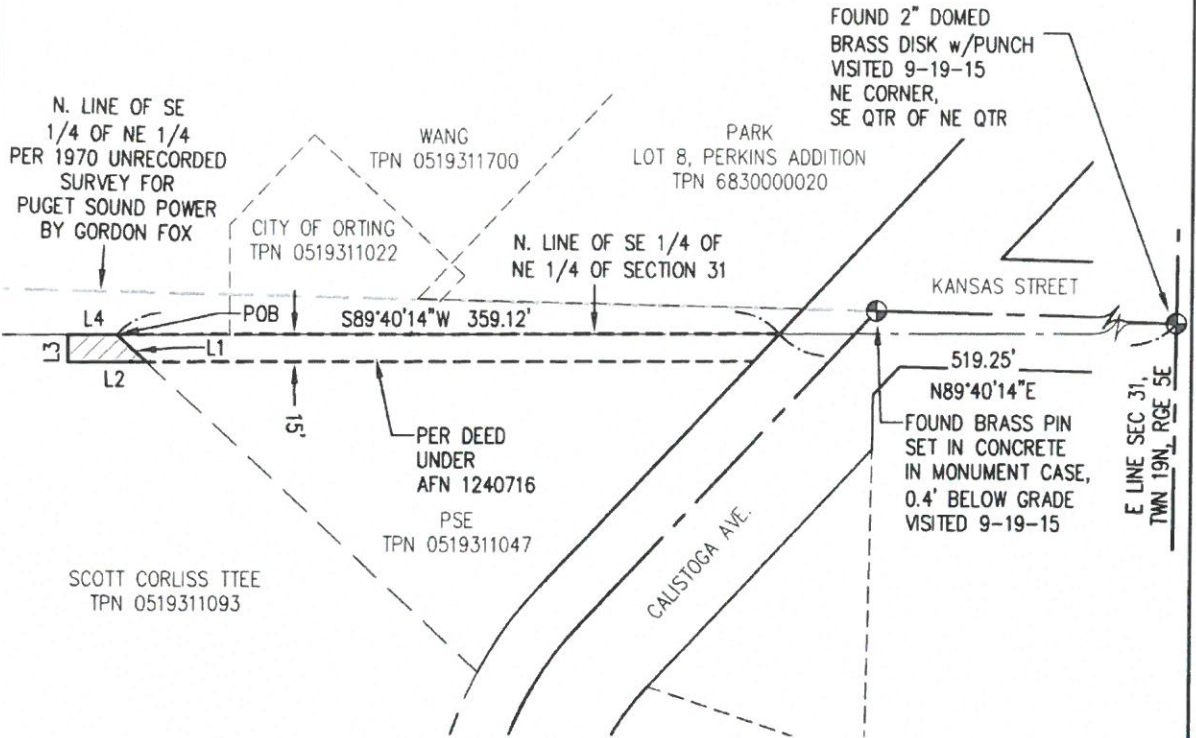 FOUND 2" DOMED
BRASS DISK w/PUNCH
VISITED 9-19-15
NE CORNER,
SE QTR OF NE QTR
N. LINE OF SE
1/4 OF NE 1/4
PER 1970 UNRECORDED
SURVEY FOR
PUGET SOUND POWER
BY GORDON FOX
WANG
TPN 0519311700
PARK
LOT 8, PERKINS ADDITION
TPN 6830000020
CITY OF ORTING
TPN 0519311022
N. LINE OF SE 1/4 OF
NE 1/4 OF SECTION 31
KANSAS STREET
L4
POB
S89°40'14"W 359.12'
L3
L1
L2
15'
519.25'
N89°40'14"E
PER DEED
UNDER
AFN 1240716
FOUND BRASS PIN
SET IN CONCRETE
IN MONUMENT CASE,
0.4' BELOW GRADE
VISITED 9-19-15
E LINE SEC 31,
TWN 19N, RGE 5E
PSE
TPN 0519311047
SCOTT CORLISS TTEE
TPN 0519311093
CALISTOGA AVE.